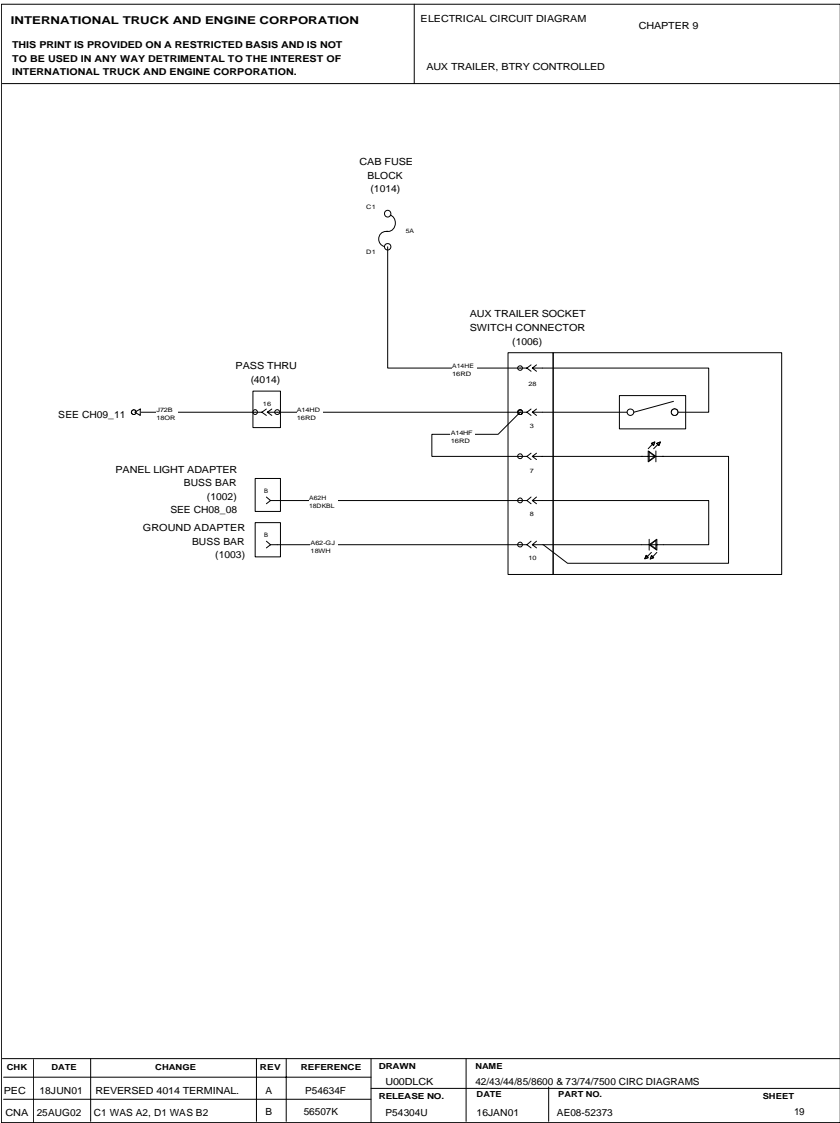 INTERNATIONAL TRUCK AND ENGINE CORPORATION
THIS PRINT IS PROVIDED ON A RESTRICTED BASIS AND IS NOT
TO BE USED IN ANY WAY DETRIMENTAL TO THE INTEREST OF
INTERNATIONAL TRUCK AND ENGINE CORPORATION.
ELECTRICAL CIRCUIT DIAGRAM
CHAPTER 9
AUX TRAILER, BTRY CONTROLLED
CAB FUSE
BLOCK
(1014)
C1
5A
D1
AUX TRAILER SOCKET
SWITCH CONNECTOR
(1006)
A14HE
16RD
28
PASS THRU
(4014)
16
SEE CH09_11
J72B
18OR
A14HD
16RD
3
A14HF
16RD
7
PANEL LIGHT ADAPTER
BUSS BAR
(1002)
SEE CH08_08
B
A62H
18DKBL
8
GROUND ADAPTER
BUSS BAR
(1003)
B
A62-GJ
18WH
10
CHK DATE CHANGE REV REFERENCE
PEC 18JUN01 REVERSED 4014 TERMINAL. A P54634F
CNA 25AUG02 C1 WAS A2, D1 WAS B2 B 56507K
DRAWN
U00DLCK
NAME
42/43/44/85/8600 & 73/74/7500 CIRC DIAGRAMS
RELEASE NO.
P54304U
DATE
16JAN01
PART NO.
AE08-52373
SHEET
19